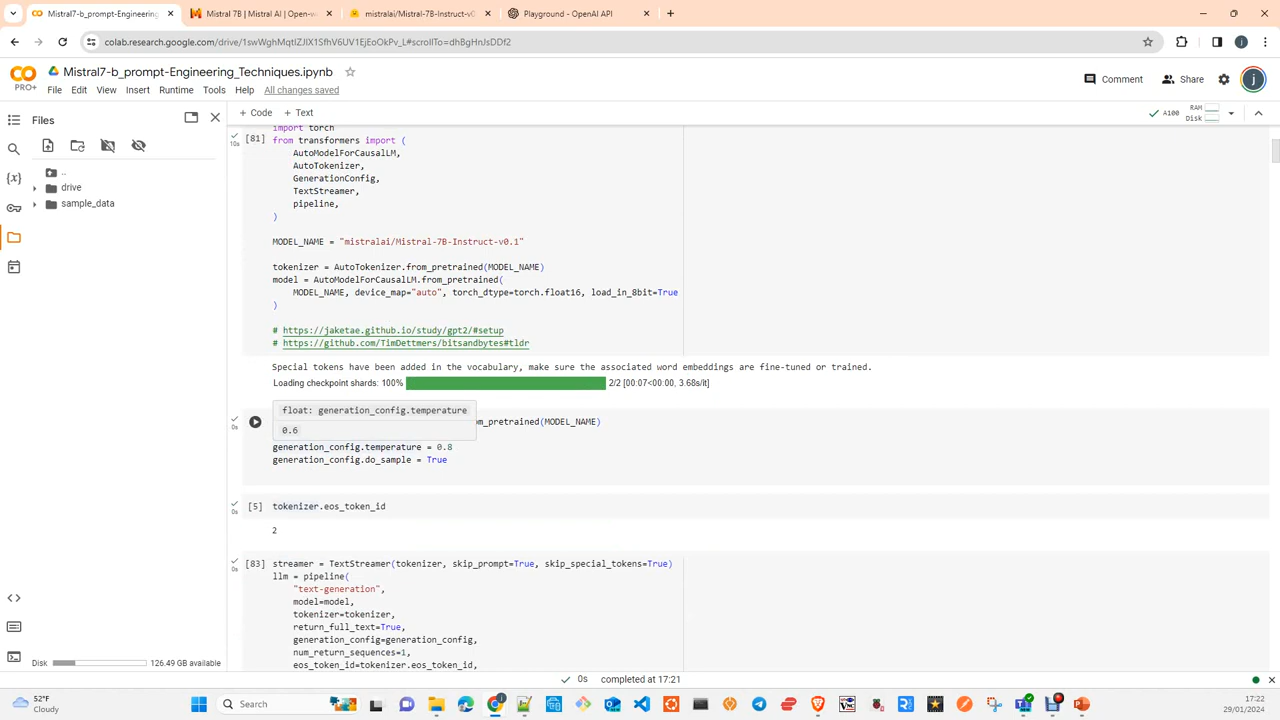 Mistral7-b_prompt-Engineering_
Mistral 7B | Mistral AI | Open-w
mistralai/Mistral-7B-Instruct-v0
Playground - OpenAI API
colab.research.google.com/drive/1swWghMqtlZJlX1SfhV6UV1EjEoOkPv_L#scrollTo=dhBgHnJsDDf2
PRO+
Mistral7-b_prompt-Engineering_Techniques.ipynb
File Edit View Insert Runtime Tools Help All changes saved
Comment Share j
Files
+ Code + Text
A100 RAM Disk
..
drive
sample_data
[81]
10s
import torch
from transformers import (
AutoModelForCausalLM,
AutoTokenizer,
GenerationConfig,
TextStreamer,
pipeline,
)
MODEL_NAME = "mistralai/Mistral-7B-Instruct-v0.1"
tokenizer = AutoTokenizer.from_pretrained(MODEL_NAME)
model = AutoModelForCausalLM.from_pretrained(
MODEL_NAME, device_map="auto", torch_dtype=torch.float16, load_in_8bit=True
)
# https://jaketae.github.io/study/gpt2/#setup
# https://github.com/TimDettmers/bitsandbytes#tldr
Special tokens have been added in the vocabulary, make sure the associated word embeddings are fine-tuned or trained.
Loading checkpoint shards: 100% 2/2 [00:07<00:00, 3.68s/it]
float: generation_config.temperature
0.6
0s
om_pretrained(MODEL_NAME)
generation_config.temperature = 0.8
generation_config.do_sample = True
[5] tokenizer.eos_token_id
0s
2
[83] streamer = TextStreamer(tokenizer, skip_prompt=True, skip_special_tokens=True)
0s
llm = pipeline(
"text-generation",
model=model,
tokenizer=tokenizer,
return_full_text=True,
generation_config=generation_config,
num_return_sequences=1,
eos_token_id=tokenizer.eos_token_id,
Disk 126.49 GB available
0s completed at 17:21
52°F
Cloudy
Search
17:22
29/01/2024